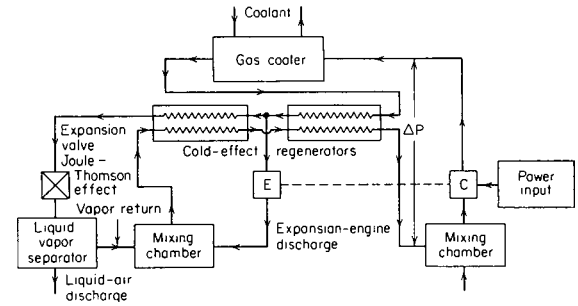 Coolant
Gas cooler
ΔP
Cold-effect regenerators
Expansion
valve
Joule –
Thomson
effect
E
C
Power
input
Vapor return
Liquid
vapor
separator
Mixing
chamber
Expansion-engine
discharge
Mixing
chamber
Liquid-air
discharge